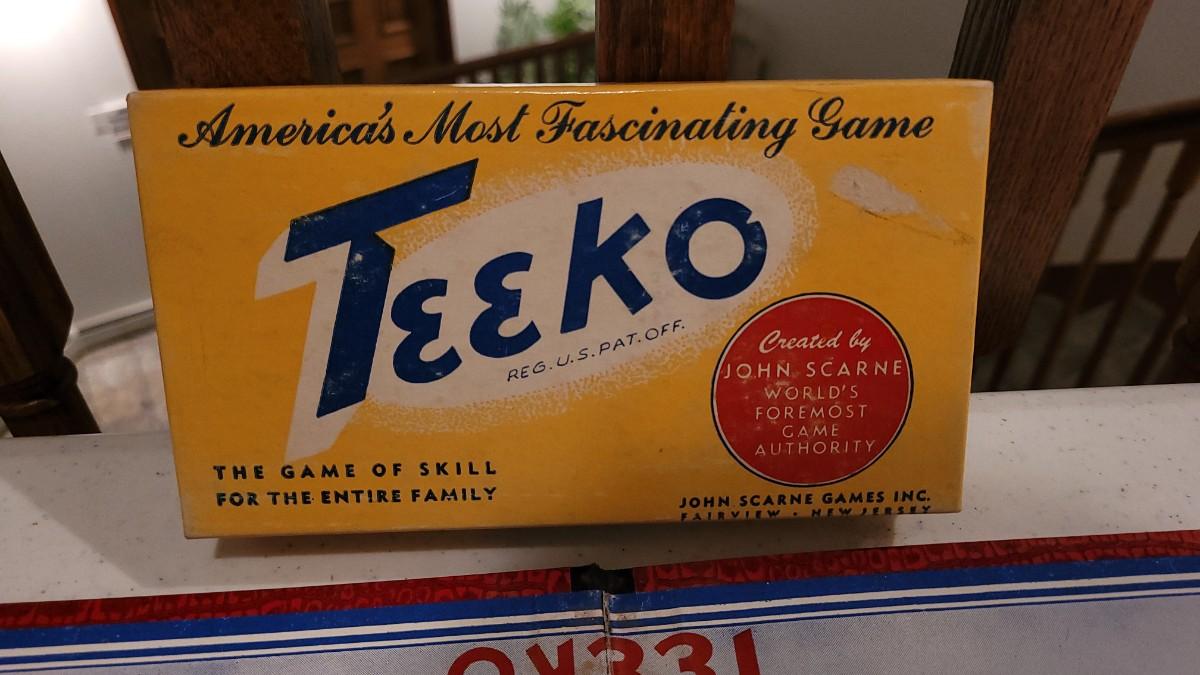 America's Most Fascinating Game
TEEKO
REG. U.S. PAT. OFF.
Created by
JOHN SCARNE
WORLD'S
FOREMOST
GAME
AUTHORITY
THE GAME OF SKILL
FOR THE ENTIRE FAMILY
JOHN SCARNE GAMES INC.
FAIRVIEW • NEW JERSEY
TEEKO